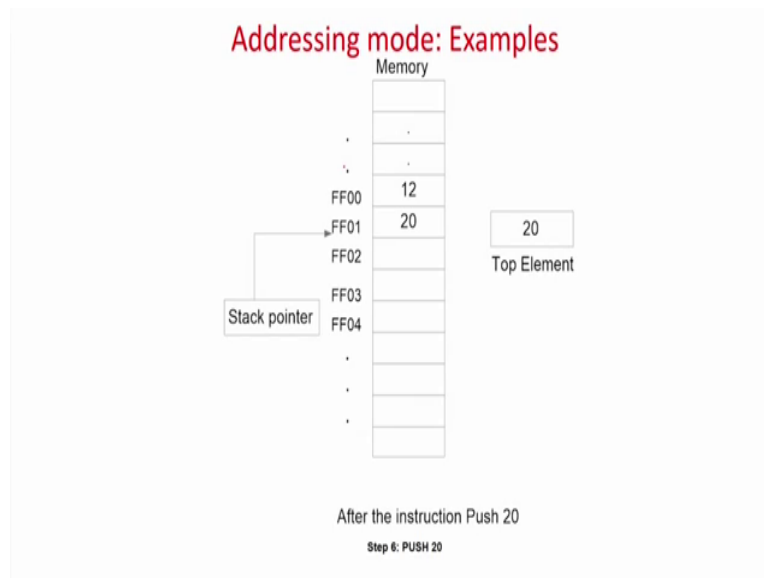 Addressing mode: Examples
Memory
.
.
.
.
FF00 12
FF01 20
20
FF02
Top Element
FF03
Stack pointer
FF04
.
.
.
After the instruction Push 20
Step 6: PUSH 20